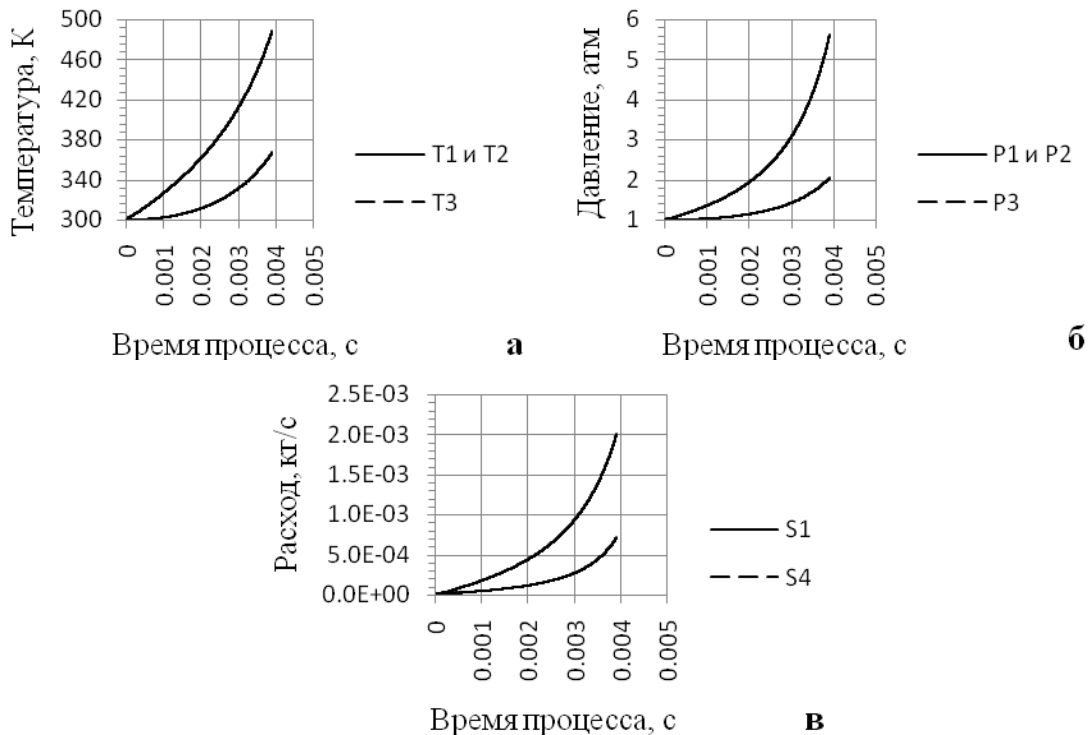 Температура, К
500
460
420
380
340
300
0
0.001
0.002
0.003
0.004
0.005
T1 и T2
T3
Время процесса, с
а
Давление, атм
6
5
4
3
2
1
0
0.001
0.002
0.003
0.004
0.005
P1 и P2
P3
Время процесса, с
б
Расход, кг/с
2.5E-03
2.0E-03
1.5E-03
1.0E-03
5.0E-04
0.0E+00
0
0.001
0.002
0.003
0.004
0.005
S1
S4
Время процесса, с
в